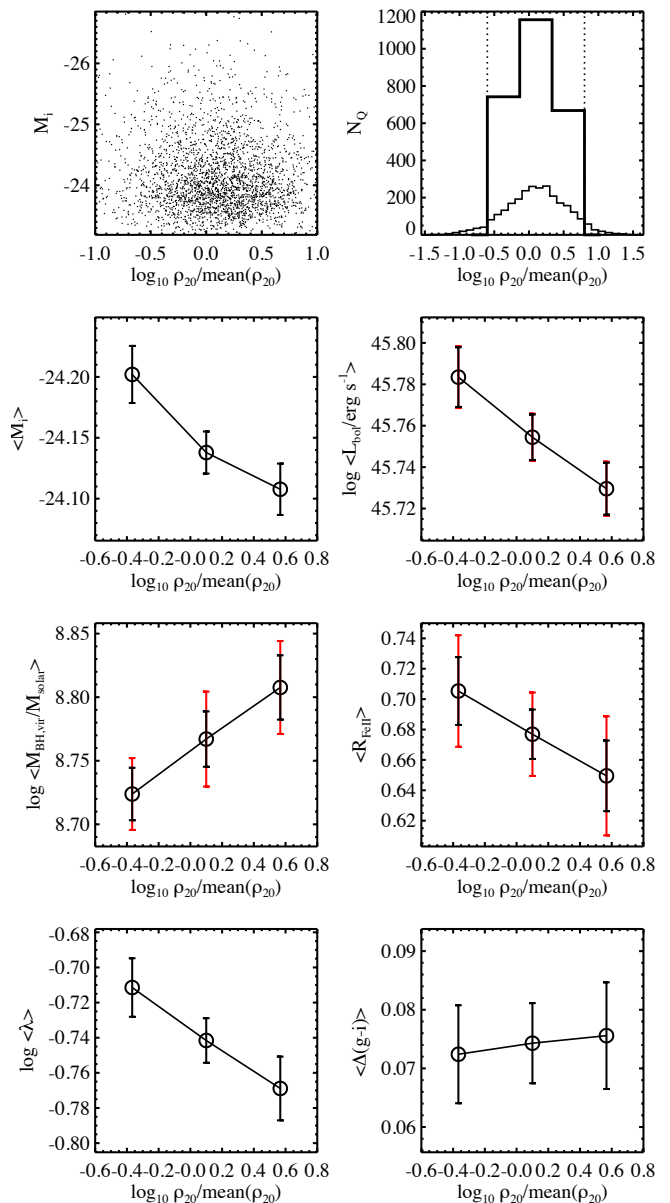 -26
-25
-24
M_i
-1.0 -0.5 0.0 0.5 1.0
log₁₀ ρ₂₀/mean(ρ₂₀)
1200
1000
800
600
400
200
0
N_Q
-1.5 -1.0 -0.5 0.0 0.5 1.0 1.5
log₁₀ ρ₂₀/mean(ρ₂₀)
-24.20
-24.15
-24.10
<M_i>
-0.6 -0.4 -0.2 -0.0 0.2 0.4 0.6 0.8
log₁₀ ρ₂₀/mean(ρ₂₀)
45.80
45.78
45.76
45.74
45.72
log <L_bol/erg s⁻¹>
-0.6 -0.4 -0.2 -0.0 0.2 0.4 0.6 0.8
log₁₀ ρ₂₀/mean(ρ₂₀)
8.85
8.80
8.75
8.70
log <M_BH,vir/M_solar>
-0.6 -0.4 -0.2 -0.0 0.2 0.4 0.6 0.8
log₁₀ ρ₂₀/mean(ρ₂₀)
0.74
0.72
0.70
0.68
0.66
0.64
0.62
<R_FeII>
-0.6 -0.4 -0.2 -0.0 0.2 0.4 0.6 0.8
log₁₀ ρ₂₀/mean(ρ₂₀)
-0.68
-0.70
-0.72
-0.74
-0.76
-0.78
-0.80
log <λ>
-0.6 -0.4 -0.2 -0.0 0.2 0.4 0.6 0.8
log₁₀ ρ₂₀/mean(ρ₂₀)
0.09
0.08
0.07
0.06
<Δ(g-i)>
-0.6 -0.4 -0.2 -0.0 0.2 0.4 0.6 0.8
log₁₀ ρ₂₀/mean(ρ₂₀)